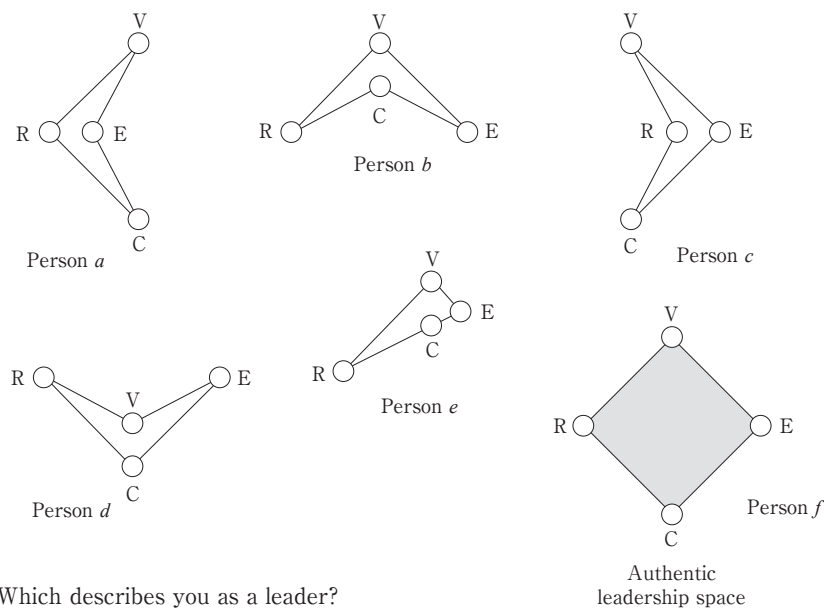 V
R
E
C
Person a
V
R
C
E
Person b
V
R
E
C
Person c
R
E
V
C
Person d
V
E
C
R
Person e
V
R
E
C
Person f
Authentic
leadership space
Which describes you as a leader?